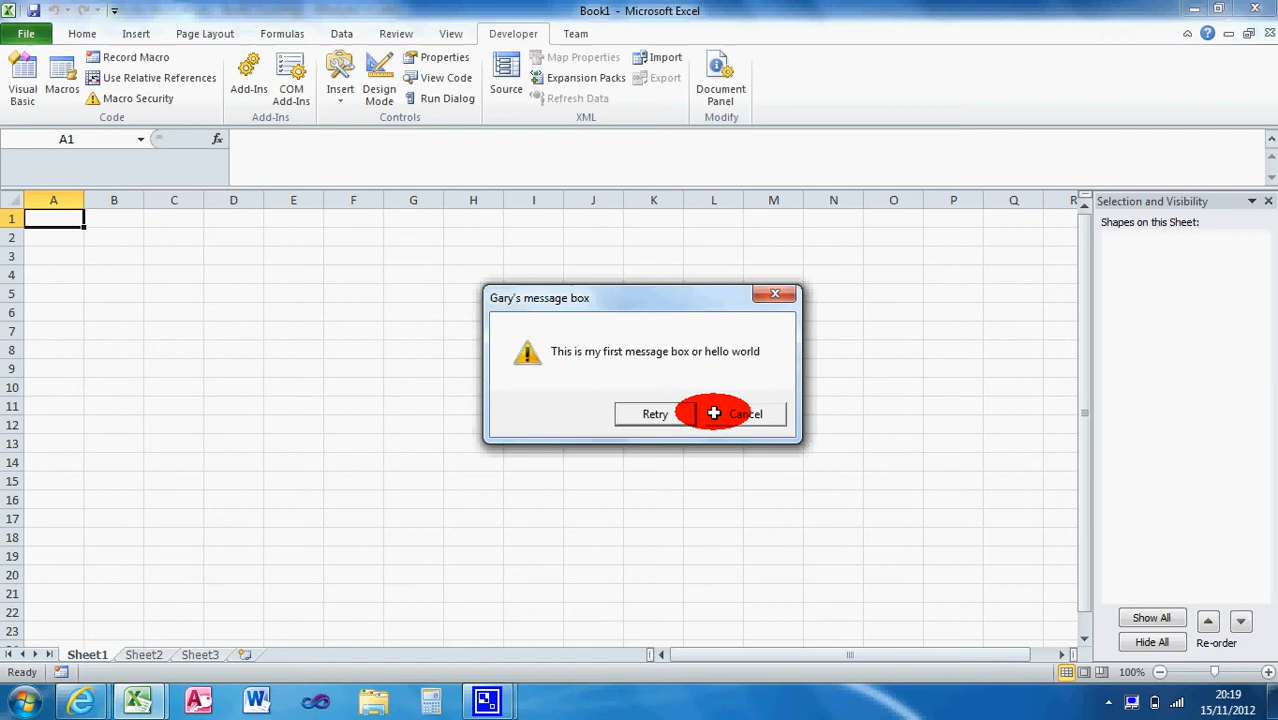 Book1 - Microsoft Excel
File Home Insert Page Layout Formulas Data Review View Developer Team
Visual Basic
Macros
Record Macro
Use Relative References
Macro Security
Code
Add-Ins
COM Add-Ins
Add-Ins
Insert
Design Mode
Properties
View Code
Run Dialog
Controls
Source
Map Properties
Expansion Packs
Refresh Data
Import
Export
XML
Document Panel
Modify
A1 fx
A B C D E F G H I J K L M N O P Q R
1
2
3
4
5
6
7
8
9
10
11
12
13
14
15
16
17
18
19
20
21
22
23
Selection and Visibility
Shapes on this Sheet:
Gary's message box
This is my first message box or hello world
Retry Cancel
Show All
Hide All
Re-order
Sheet1 Sheet2 Sheet3
Ready 100%
20:19
15/11/2012